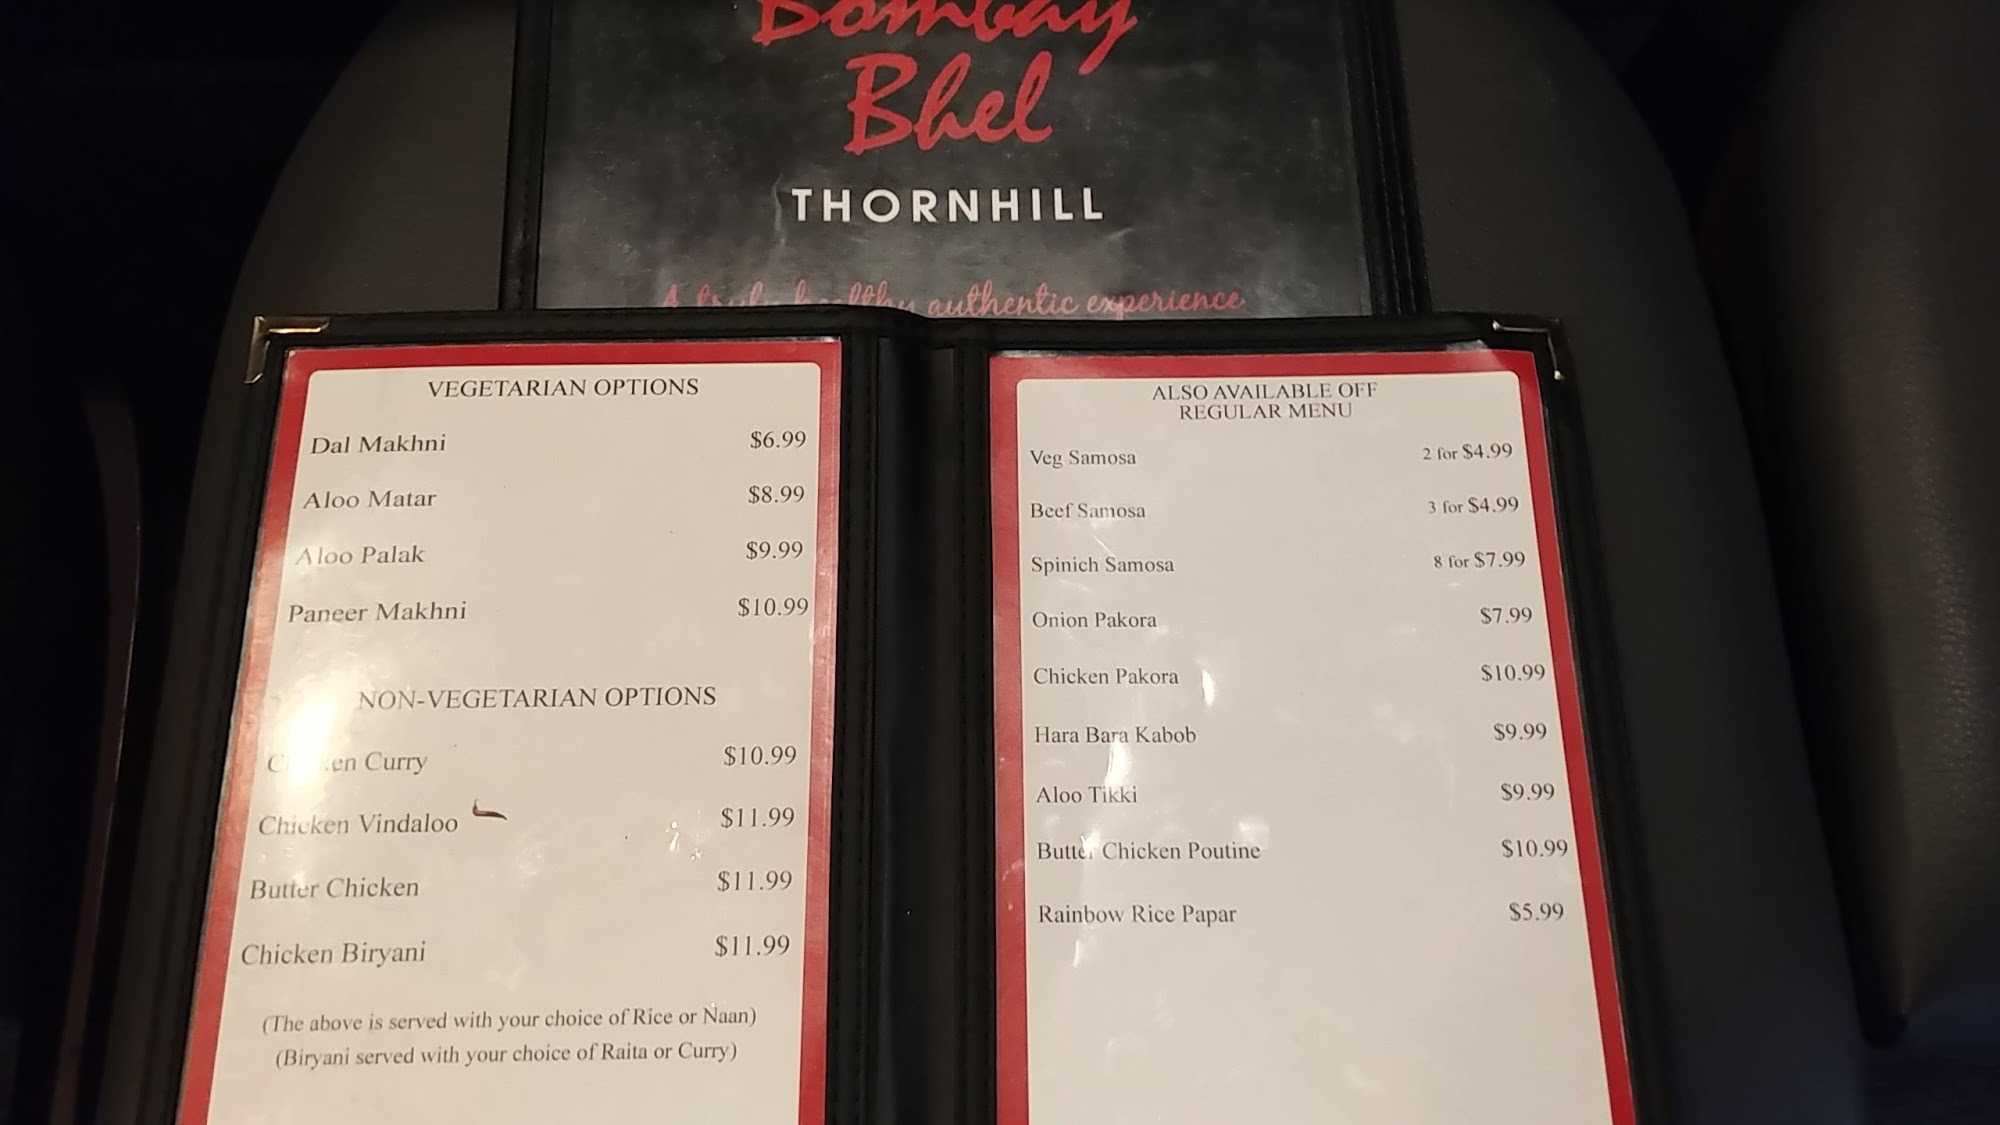 Bombay
Bhel
THORNHILL
A truly healthy authentic experience
VEGETARIAN OPTIONS
Dal Makhni $6.99
Aloo Matar $8.99
Aloo Palak $9.99
Paneer Makhni $10.99
NON-VEGETARIAN OPTIONS
Chicken Curry $10.99
Chicken Vindaloo $11.99
Butter Chicken $11.99
Chicken Biryani $11.99
(The above is served with your choice of Rice or Naan)
(Biryani served with your choice of Raita or Curry)
ALSO AVAILABLE OFF
REGULAR MENU
Veg Samosa 2 for $4.99
Beef Samosa 3 for $4.99
Spinich Samosa 8 for $7.99
Onion Pakora $7.99
Chicken Pakora $10.99
Hara Bara Kabob $9.99
Aloo Tikki $9.99
Butter Chicken Poutine $10.99
Rainbow Rice Papar $5.99